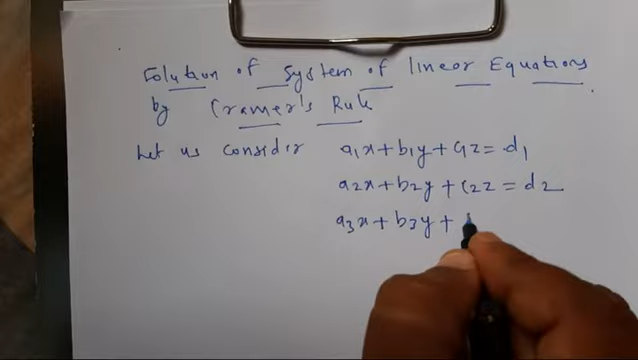 Solution of System of linear Equations
by Cramer's Rule
Let us consider a₁x+b₁y+c₁z=d₁
a₂x+b₂y+c₂z=d₂
a₃x+b₃y+